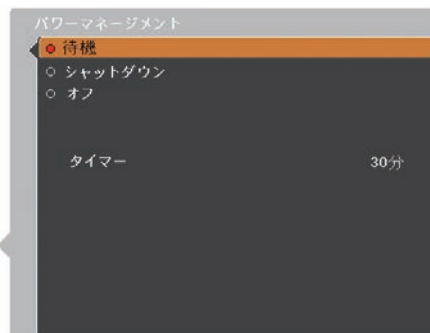 パワーマネージメント
待機
シャットダウン
オフ
タイマー 30分